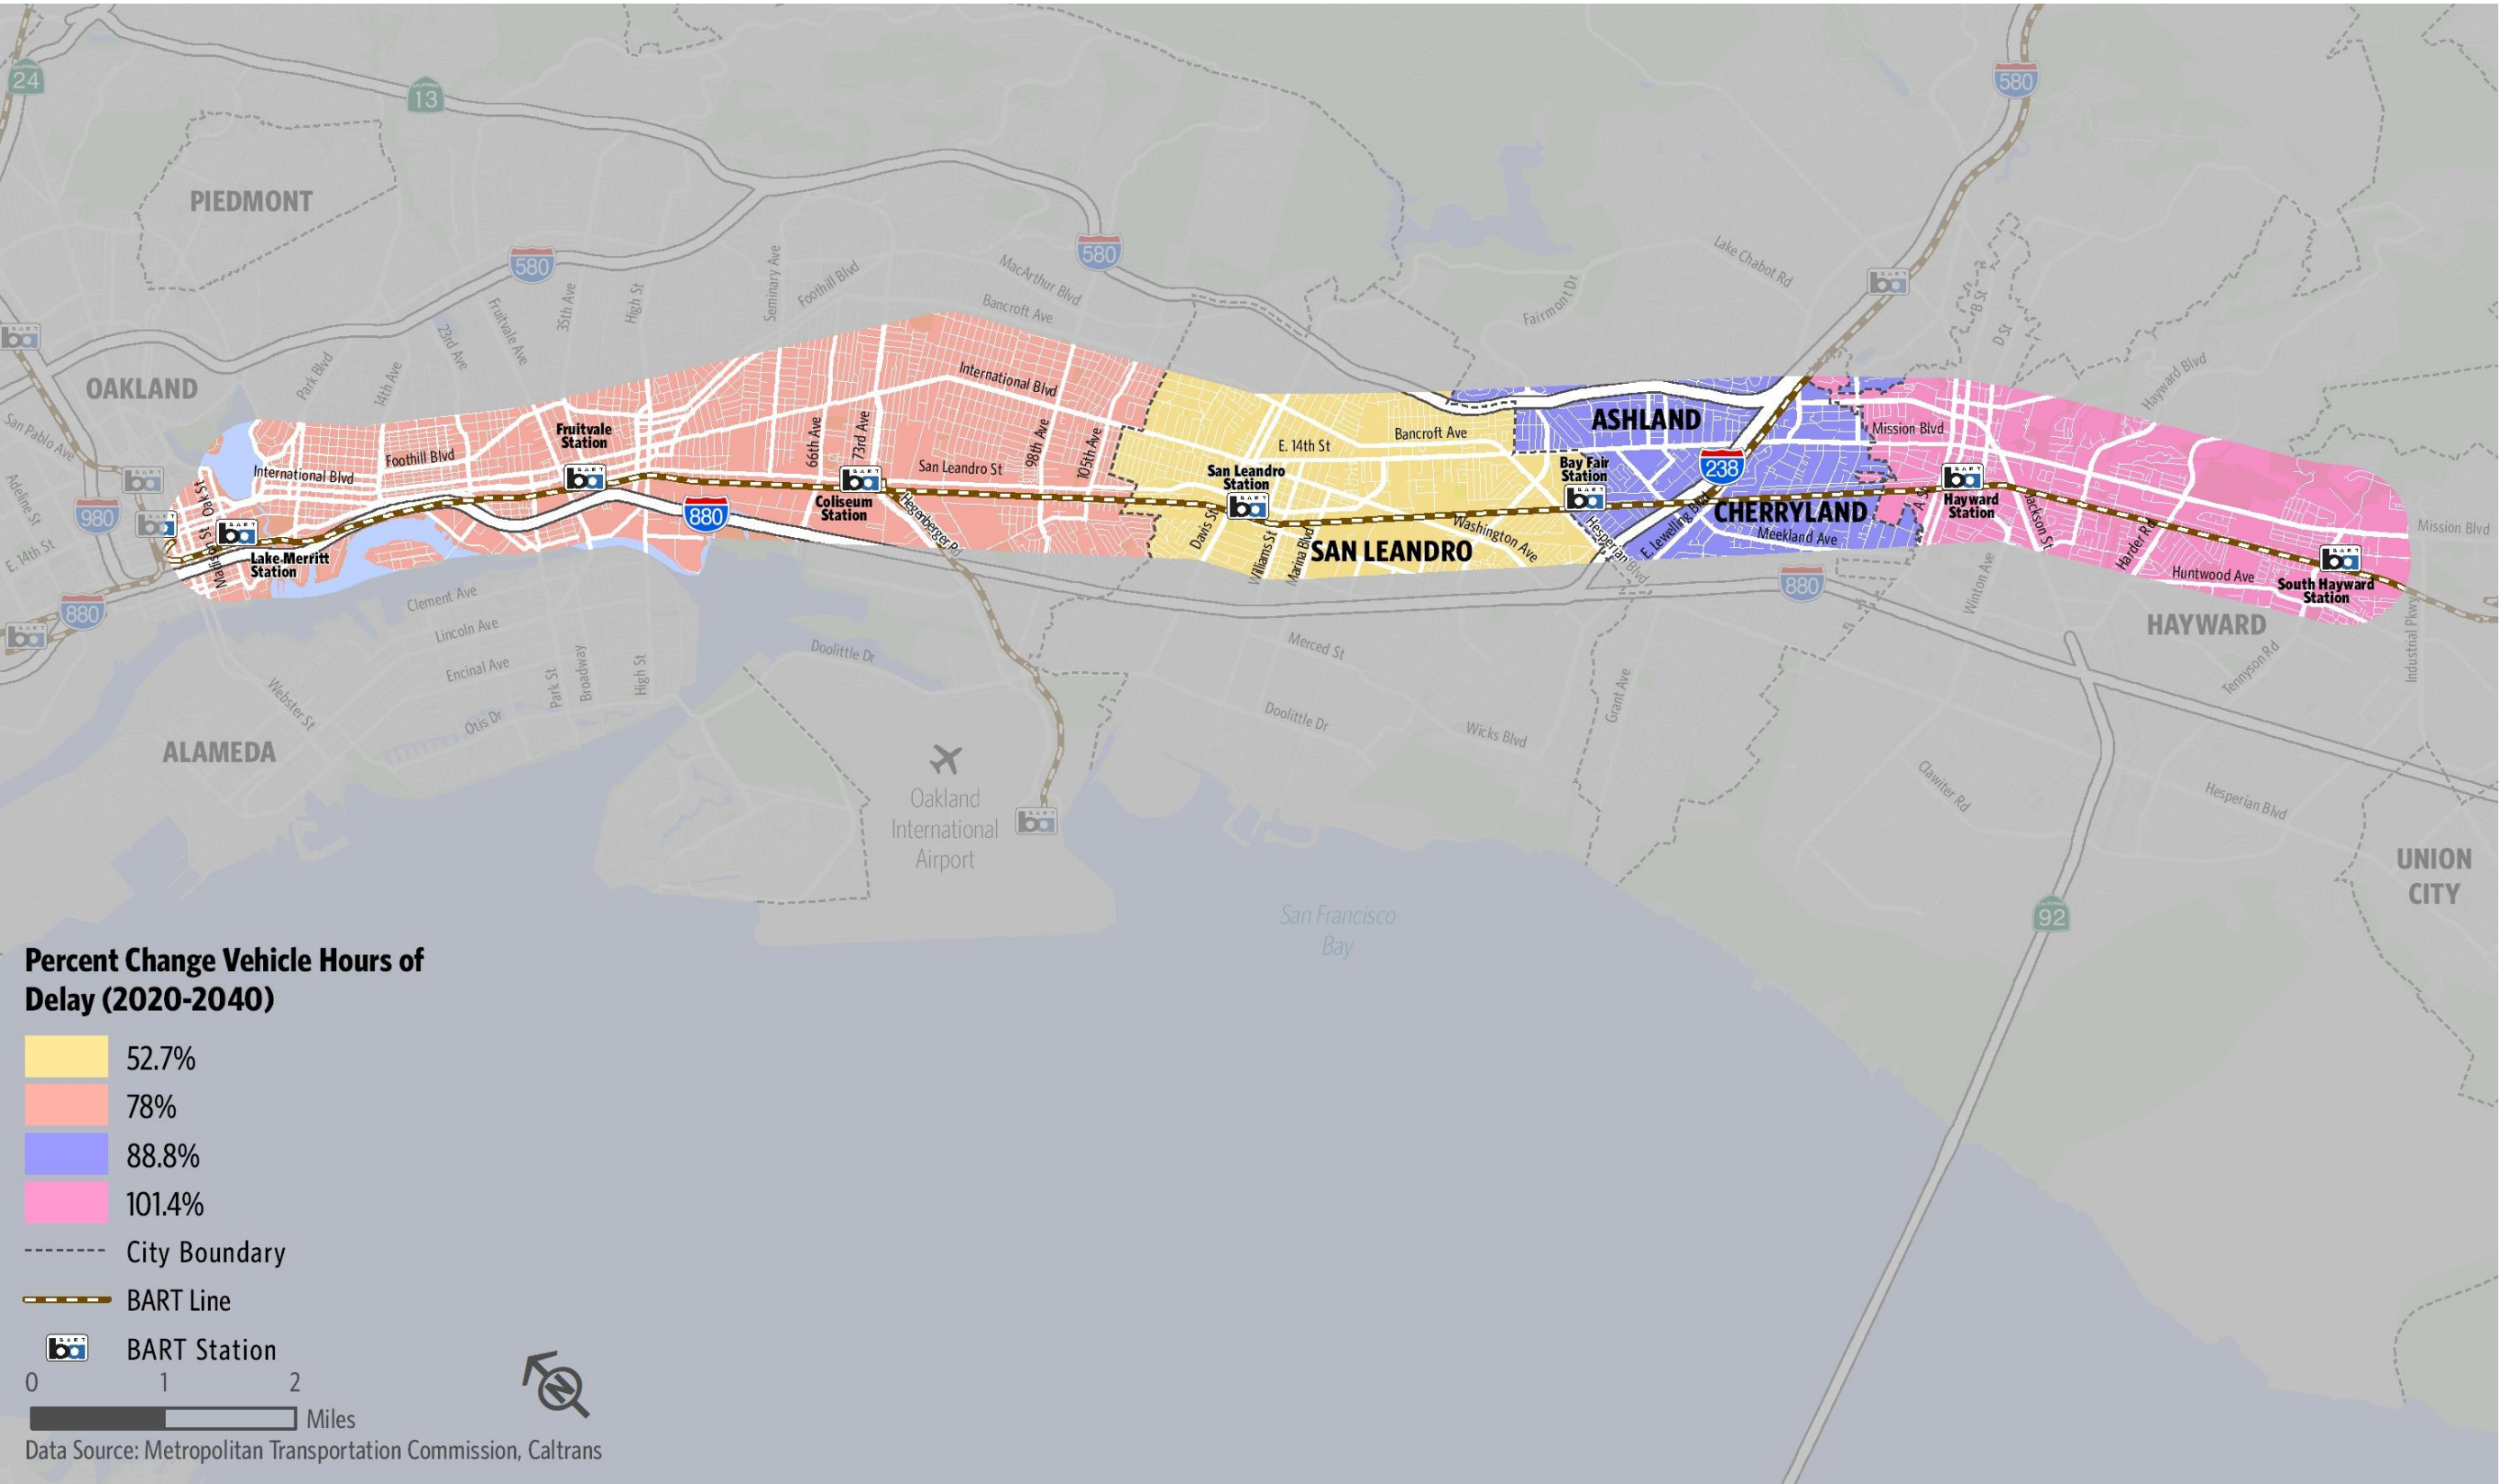 24
13
580
PIEDMONT
580
580
Lake Chabot Rd
MacArthur Blvd
Seminary Ave
Foothill Blvd
Bancroft Ave
Fairmont Dr
35th Ave
High St
Fruitvale Ave
23rd Ave
B St
D St
Hayward Blvd
Park Blvd
14th Ave
OAKLAND
San Pablo Ave
Adeline St
E. 14th St
980
880
International Blvd
Foothill Blvd
Fruitvale
Station
66th Ave
73rd Ave
International Blvd
98th Ave
105th Ave
San Leandro St
Oak St
Madison St
Lake Merritt
Station
880
Coliseum
Station
Hegenberger Rd
E. 14th St
Bancroft Ave
San Leandro
Station
Davis St
Williams St
Marina Blvd
SAN LEANDRO
Washington Ave
Bay Fair
Station
ASHLAND
238
Hesperian Blvd
E. Lewelling Blvd
CHERRYLAND
Meekland Ave
Mission Blvd
A St
Hayward
Station
Jackson St
Harder Rd
Huntwood Ave
South Hayward
Station
Mission Blvd
Winton Ave
880
HAYWARD
Tennyson Rd
Industrial Pkwy
Clement Ave
Lincoln Ave
Encinal Ave
Park St
Broadway
High St
Webster St
Otis Dr
ALAMEDA
Doolittle Dr
Merced St
Doolittle Dr
Wicks Blvd
Grant Ave
Clawiter Rd
Hesperian Blvd
Oakland
International
Airport
UNION
CITY
San Francisco
Bay
92
Percent Change Vehicle Hours of
Delay (2020-2040)
52.7%
78%
88.8%
101.4%
City Boundary
BART Line
BART Station
0 1 2
Miles
N
Data Source: Metropolitan Transportation Commission, Caltrans